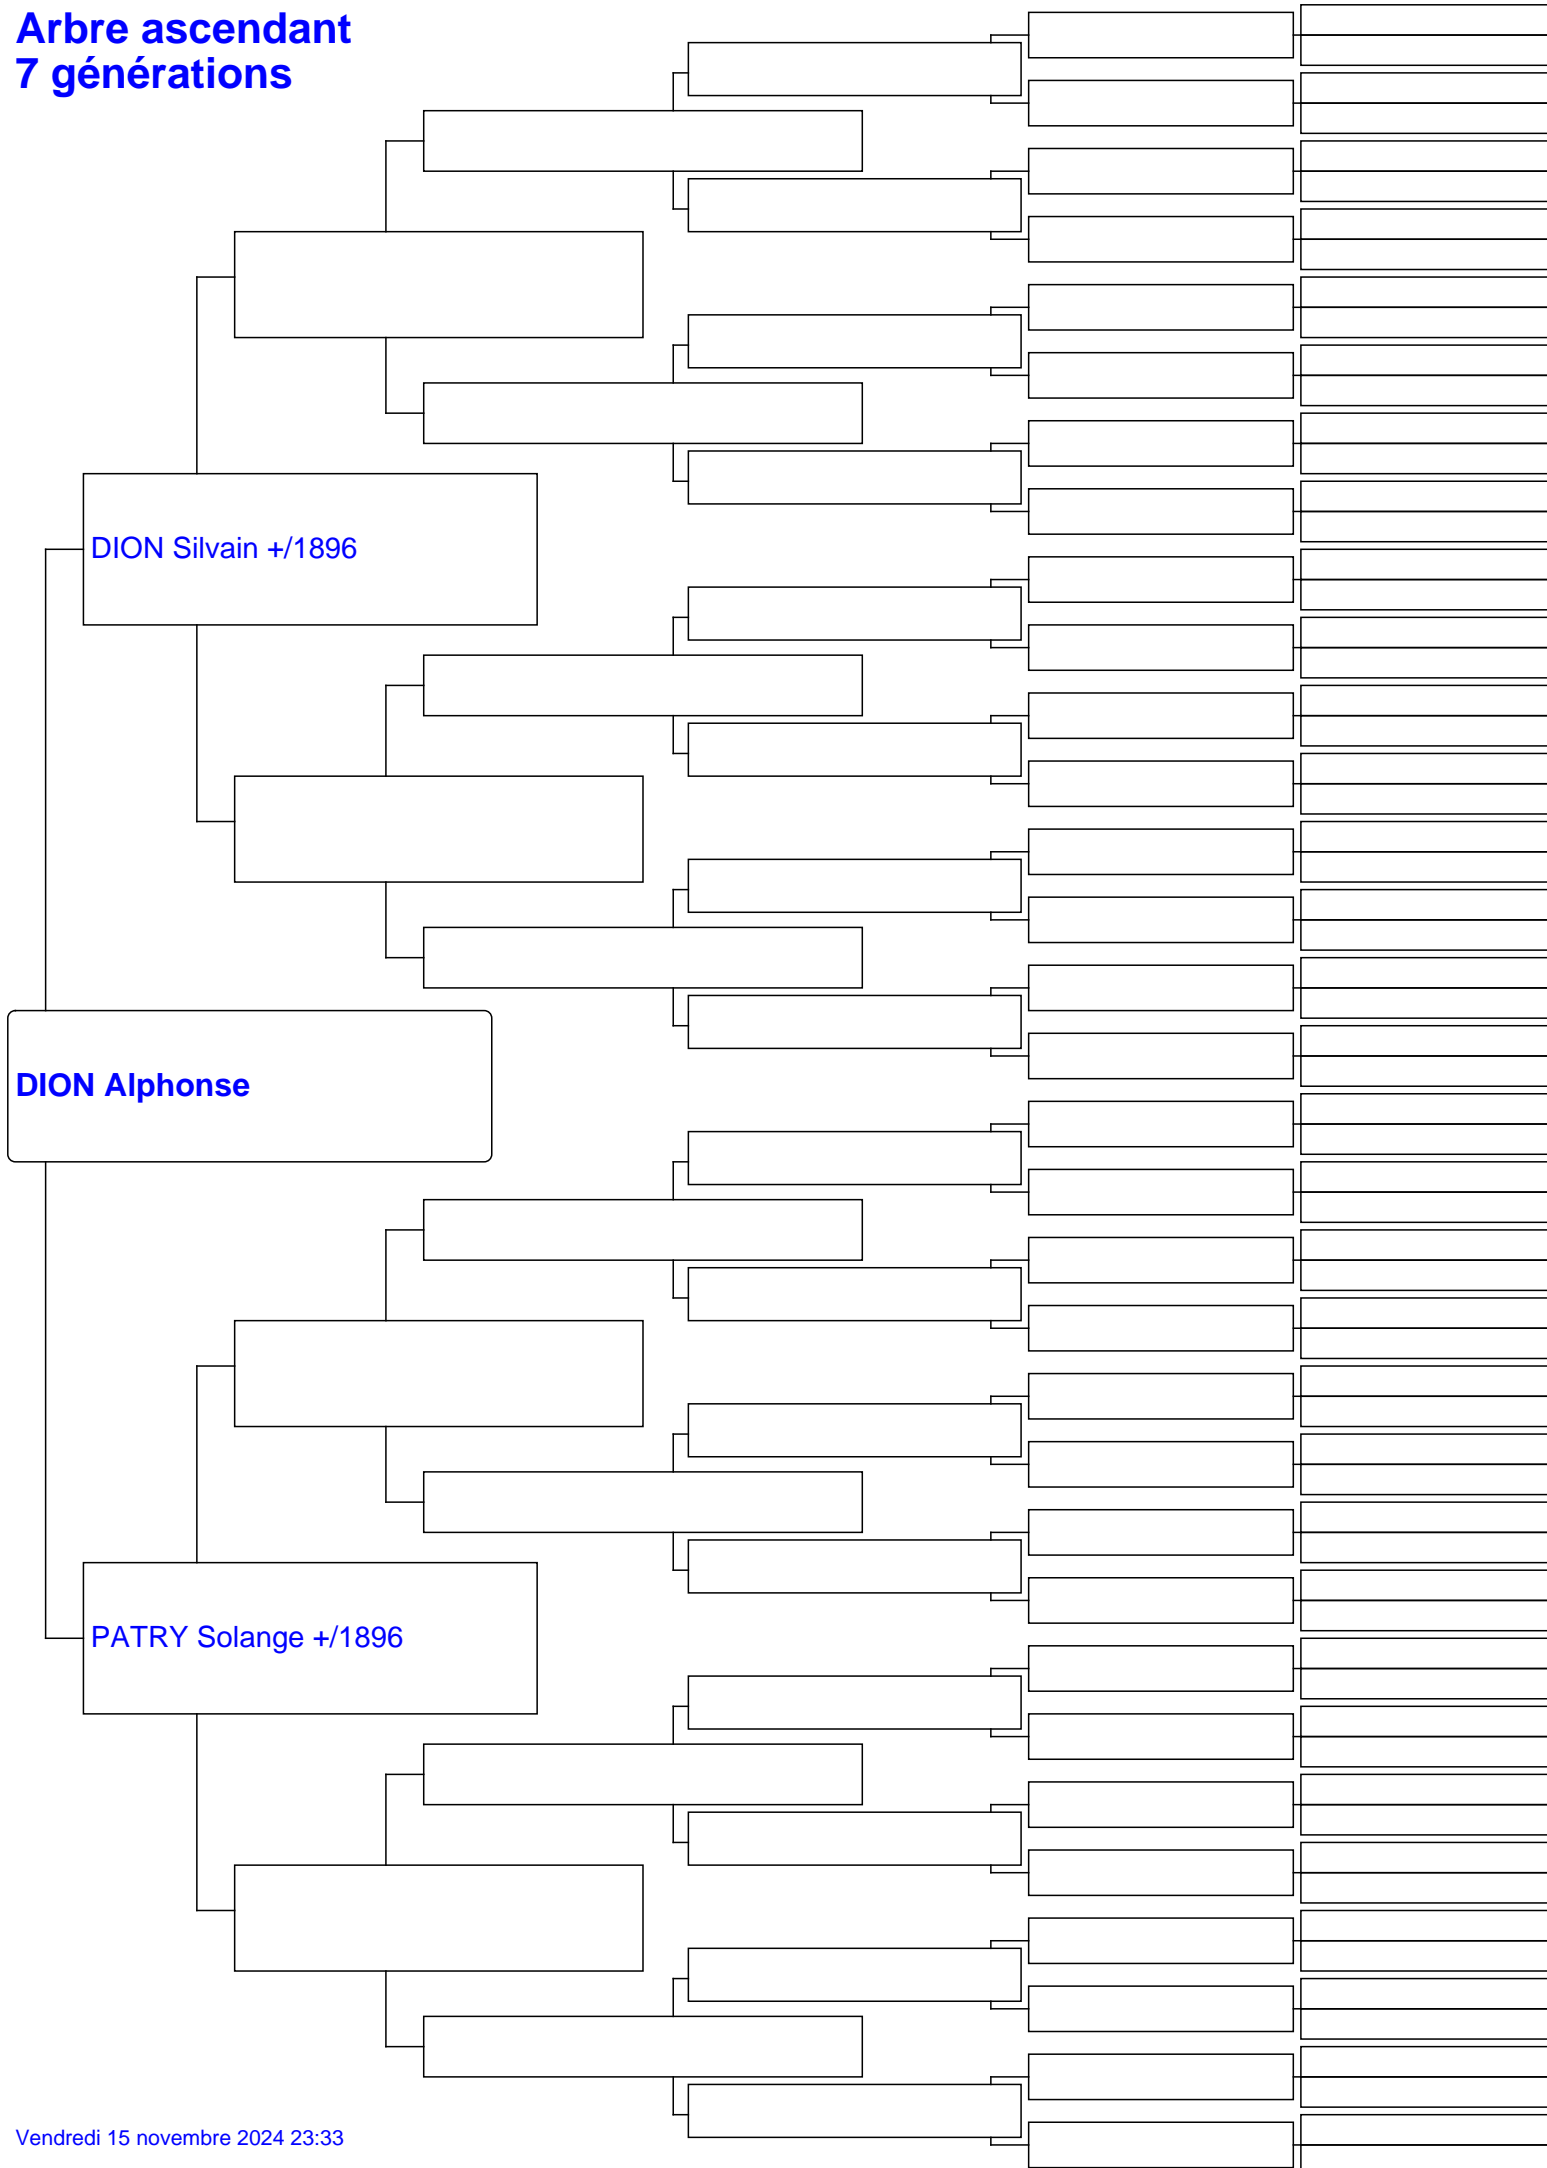 Arbre ascendant
7 générations
DION Silvain +/1896
DION Alphonse
PATRY Solange +/1896
Vendredi 15 novembre 2024 23:33